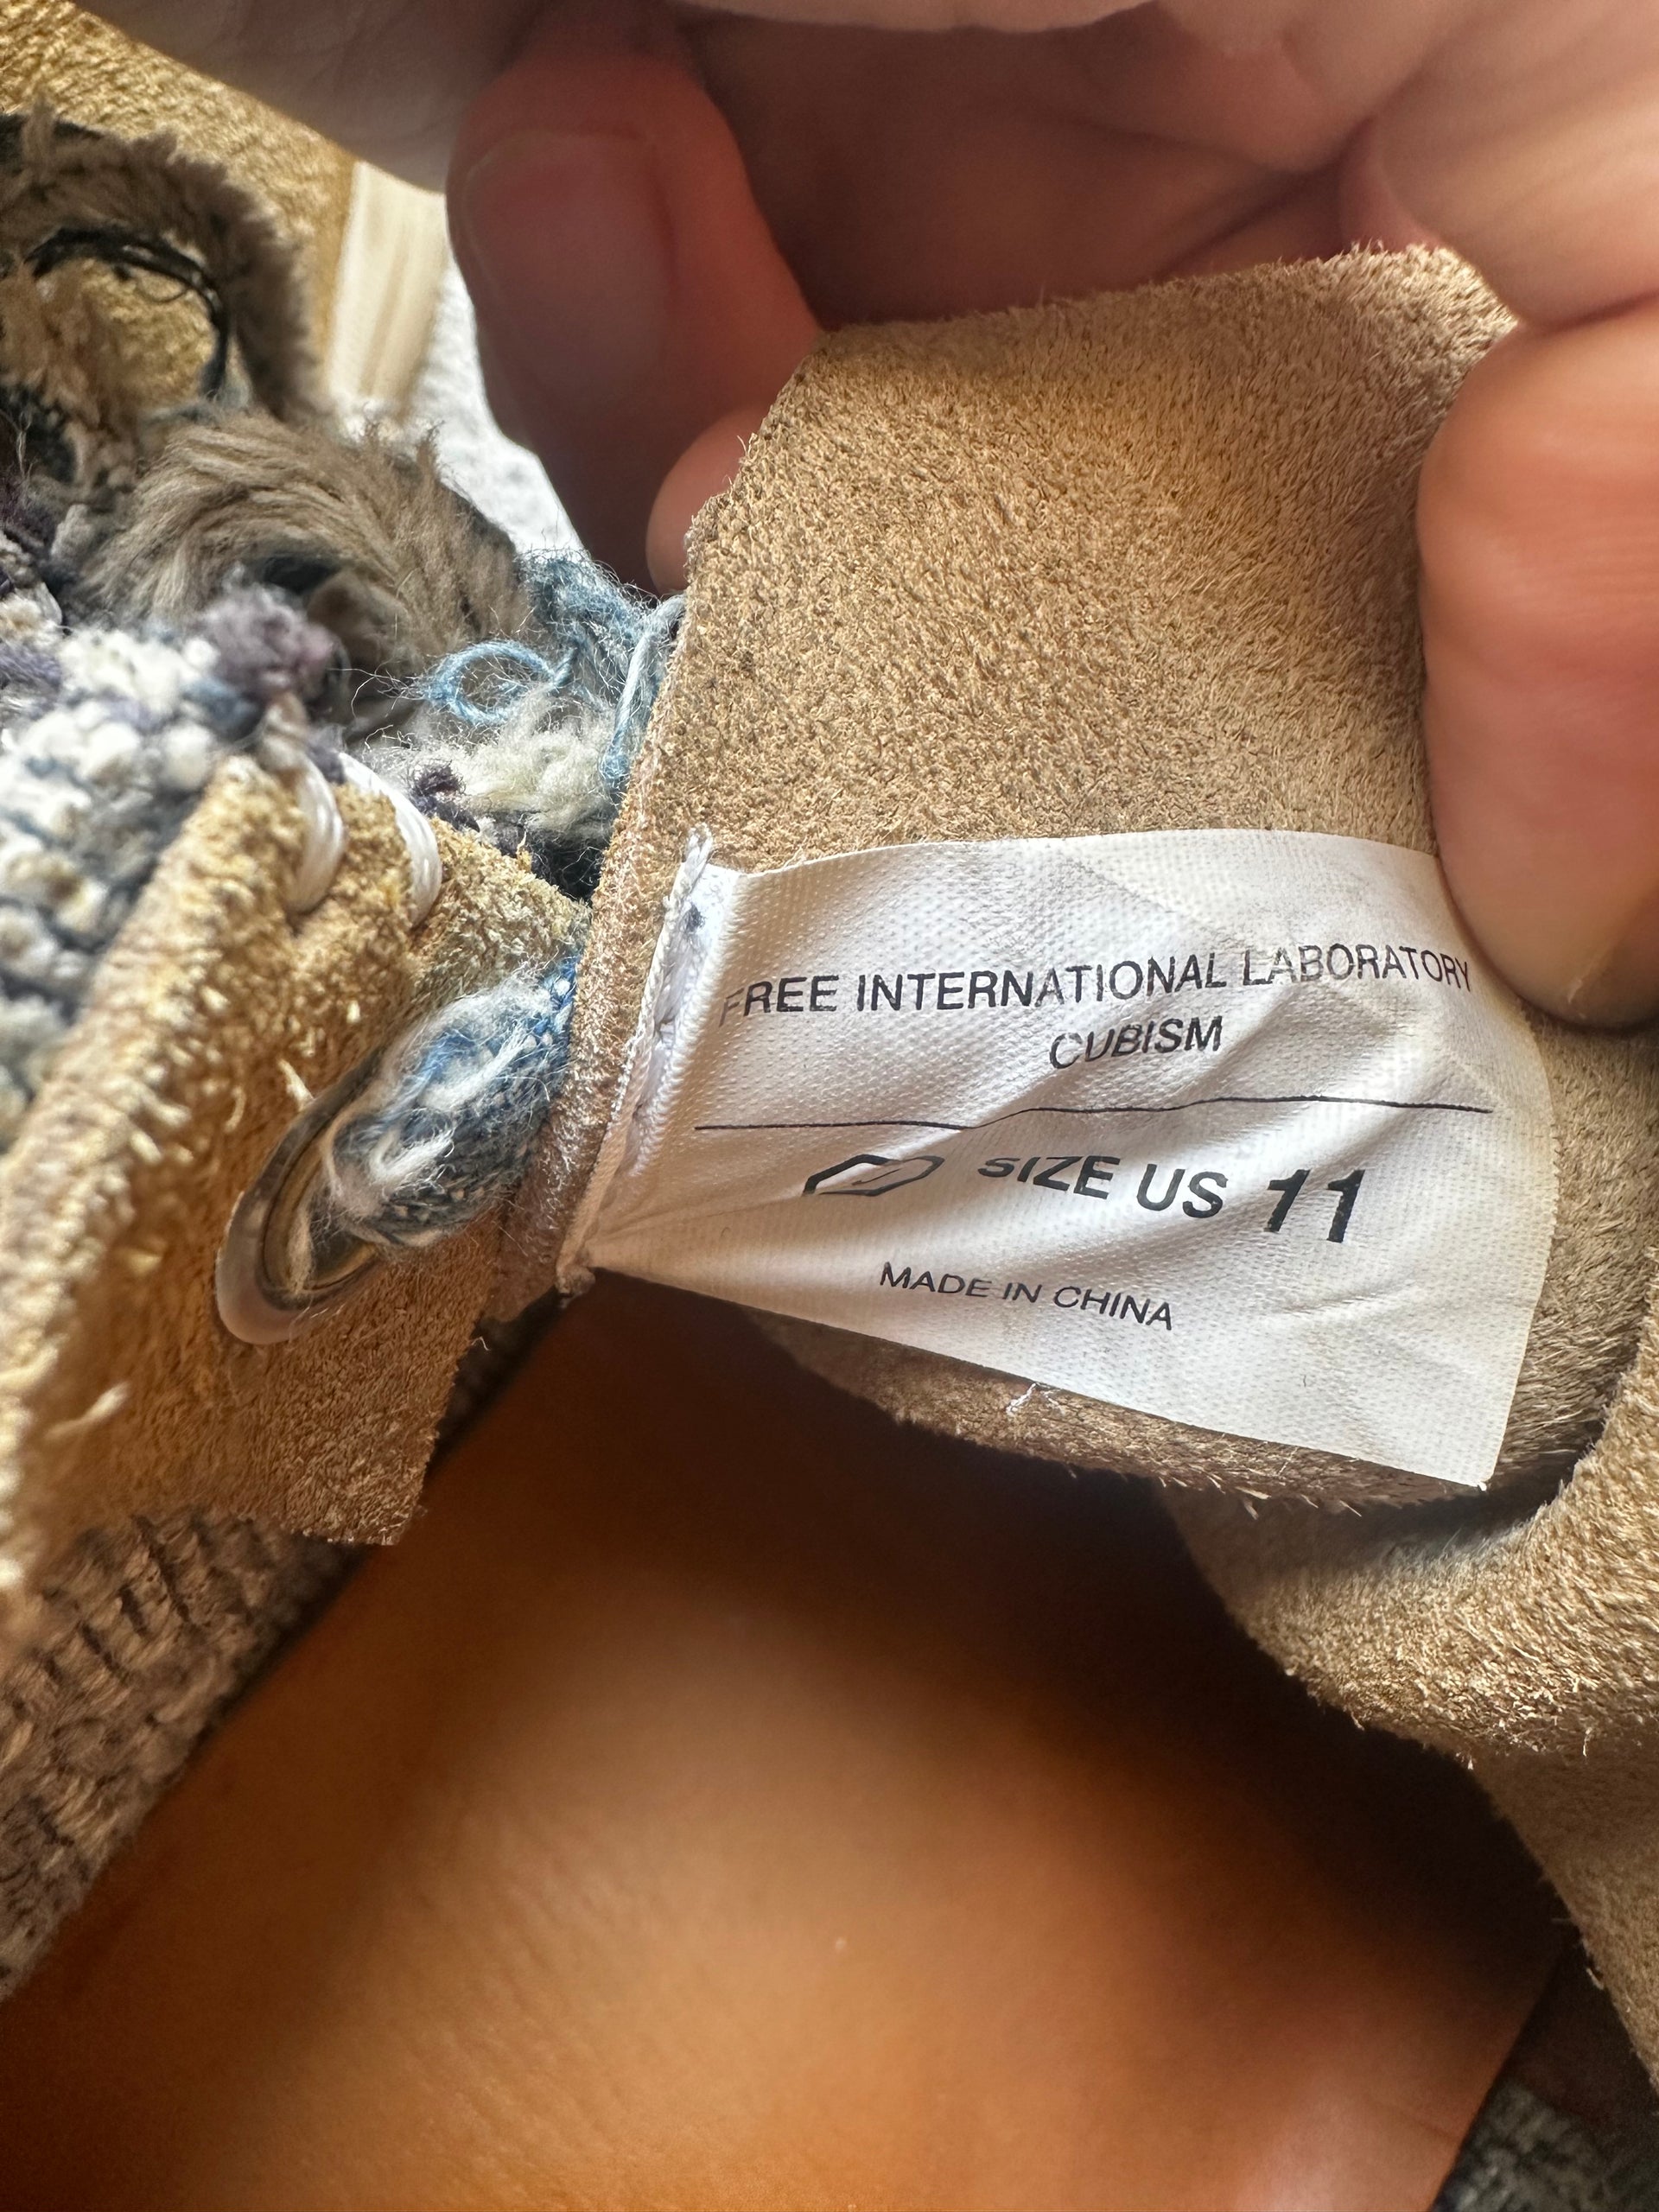 FREE INTERNATIONAL LABORATORY
CUBISM
SIZE US 11
MADE IN CHINA